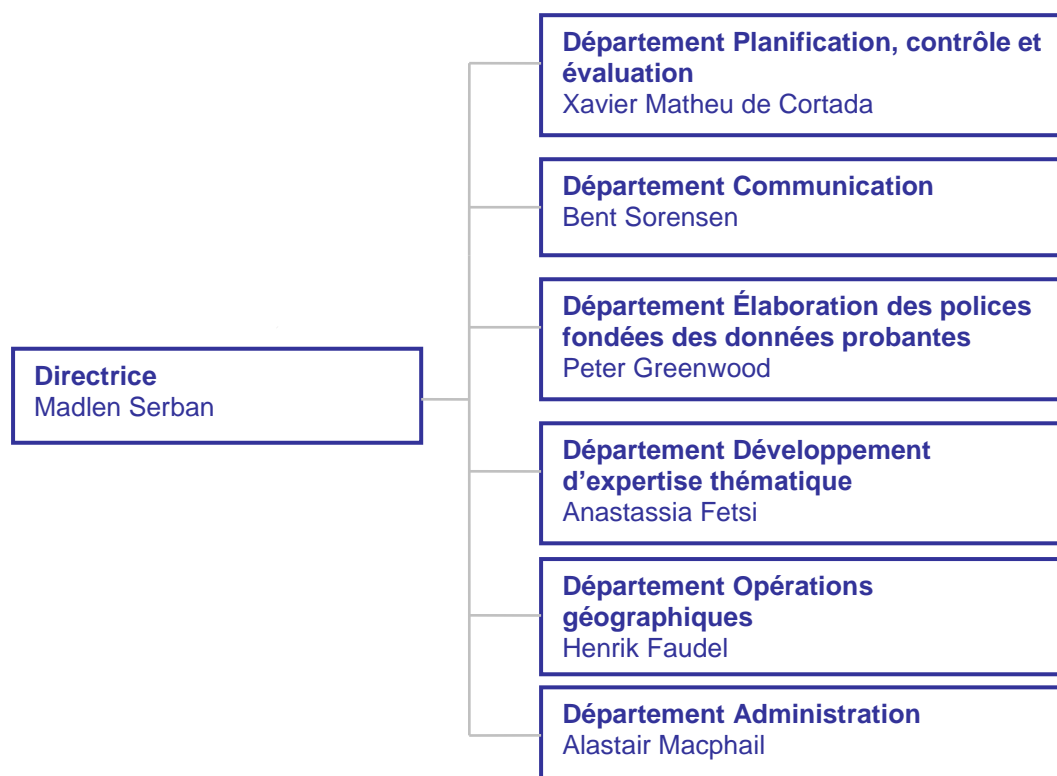 Directrice
Madlen Serban
Département Planification, contrôle et
évaluation
Xavier Matheu de Cortada
Département Communication
Bent Sorensen
Département Élaboration des polices
fondées des données probantes
Peter Greenwood
Département Développement
d’expertise thématique
Anastassia Fetsi
Département Opérations
géographiques
Henrik Faudel
Département Administration
Alastair Macphail